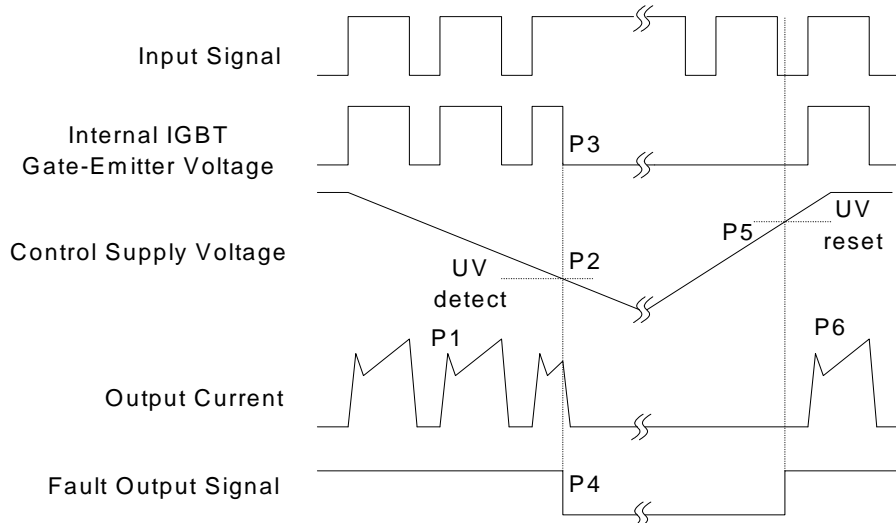 Input Signal
Internal IGBT
Gate-Emitter Voltage
P3
Control Supply Voltage
P2
UV
detect
P5
UV
reset
P1
P6
Output Current
Fault Output Signal
P4